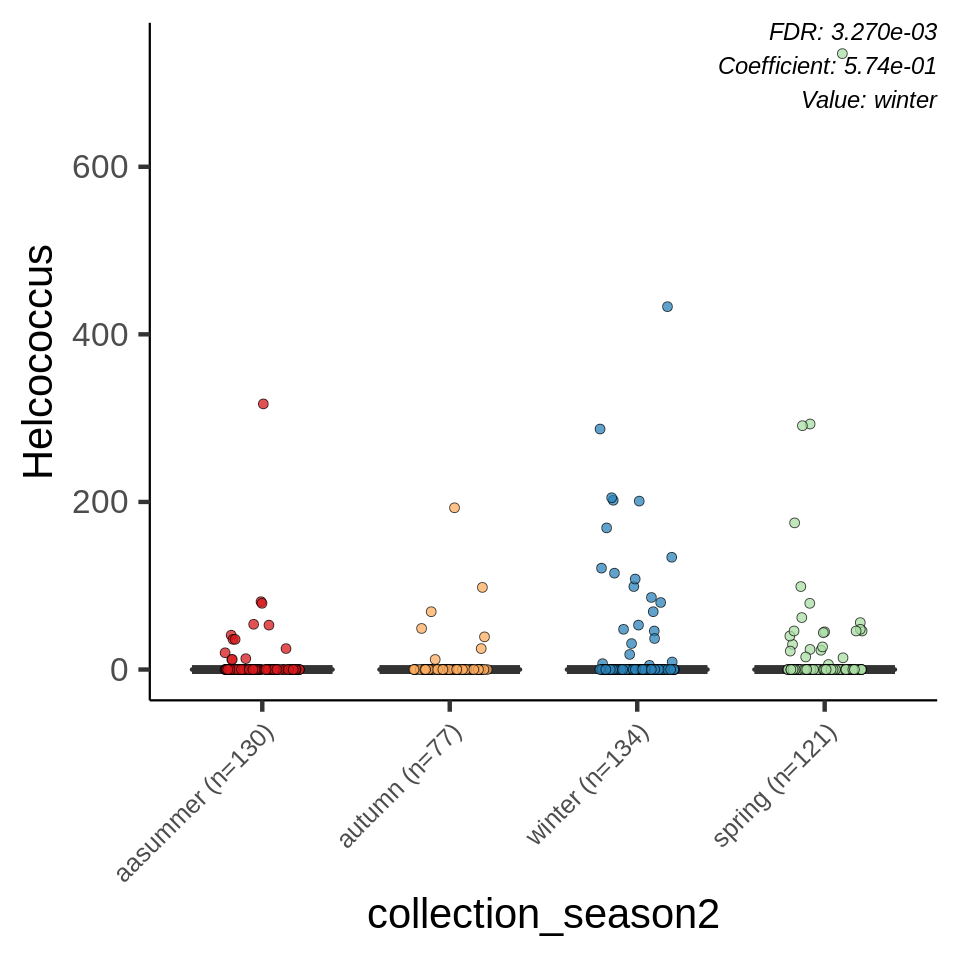 FDR: 3.270e-03
Coefficient: 5.74e-01
Value: winter
600
400
200
0
Helcococcus
aasummer (n=130)
autumn (n=77)
winter (n=134)
spring (n=121)
collection_season2